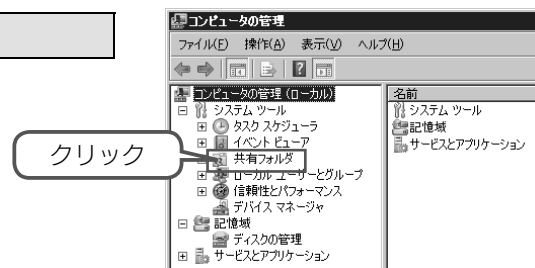 コンピュータの管理
ファイル(F) 操作(A) 表示(V) ヘルプ(H)
コンピュータの管理 (ローカル)
システム ツール
タスク スケジューラ
イベント ビューア
共有フォルダ
ローカル ユーザーとグループ
信頼性とパフォーマンス
デバイス マネージャ
記憶域
ディスクの管理
サービスとアプリケーション
クリック
名前
システム ツール
記憶域
サービスとアプリケーション